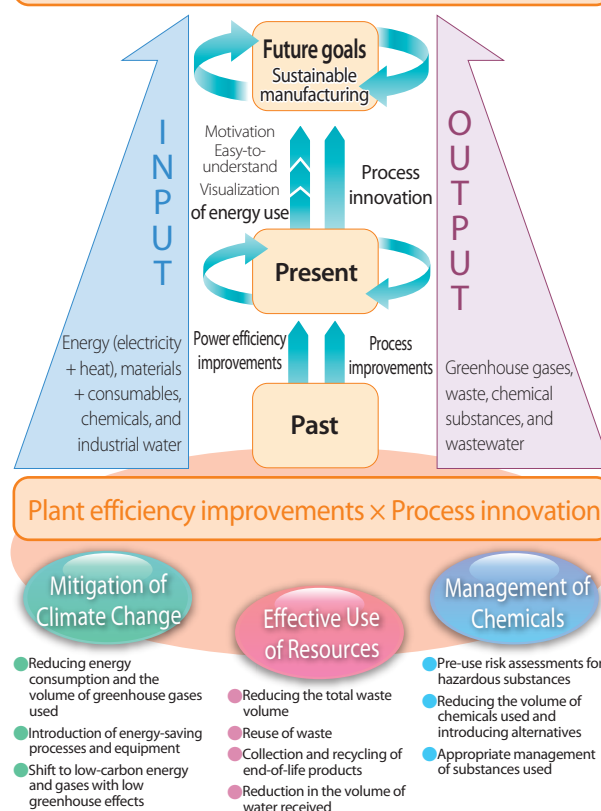 Future goals
Sustainable
manufacturing
INPUT
OUTPUT
Motivation
Easy-to-
understand
Visualization
of energy use
Process
innovation
Present
Energy (electricity
+ heat), materials
+ consumables,
chemicals, and
industrial water
Power efficiency
improvements
Process
improvements
Greenhouse gases,
waste, chemical
substances, and
wastewater
Past
Plant efficiency improvements × Process innovation
Mitigation of
Climate Change
Effective Use
of Resources
Management of
Chemicals
●Reducing energy
consumption and the
volume of greenhouse gases
used
●Introduction of energy-saving
processes and equipment
●Shift to low-carbon energy
and gases with low
greenhouse effects
●Reducing the total waste
volume
●Reuse of waste
●Collection and recycling of
end-of-life products
●Reduction in the volume of
water received
●Pre-use risk assessments for
hazardous substances
●Reducing the volume of
chemicals used and
introducing alternatives
●Appropriate management
of substances used